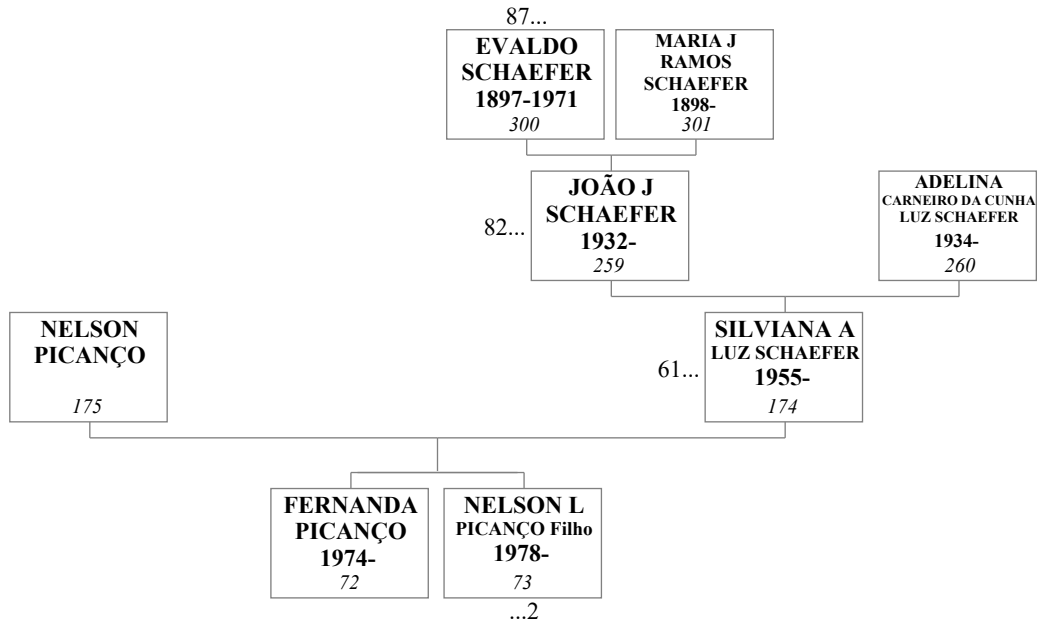 87...
EVALDO
SCHAEFER
1897-1971
300
MARIA J
RAMOS
SCHAEFER
1898-
301
82...
JOÃO J
SCHAEFER
1932-
259
ADELINA
CARNEIRO DA CUNHA
LUZ SCHAEFER
1934-
260
NELSON
PICANÇO
175
61...
SILVIANA A
LUZ SCHAEFER
1955-
174
FERNANDA
PICANÇO
1974-
72
NELSON L
PICANÇO Filho
1978-
73
...2